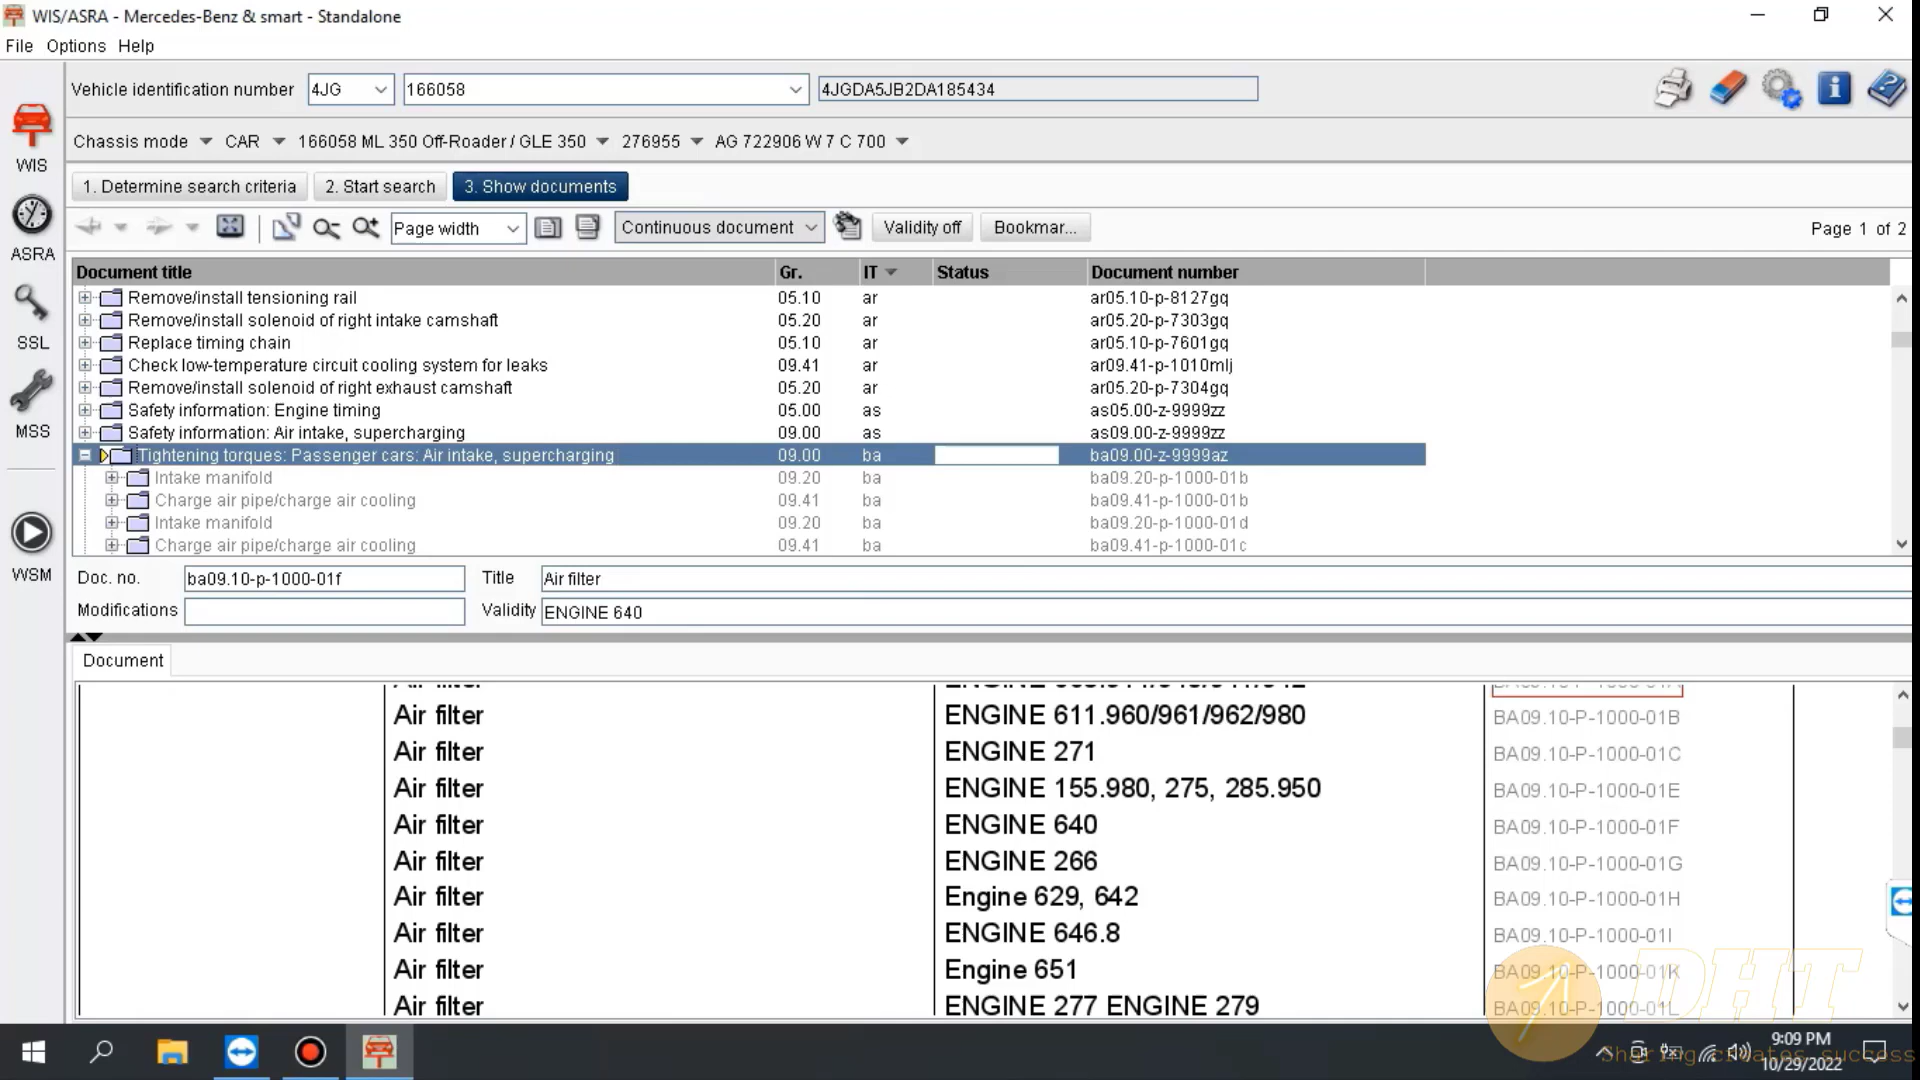 WIS/ASRA - Mercedes-Benz & smart - Standalone
File Options Help
Vehicle identification number 4JG 166058 4JGDA5JB2DA185434
WIS
Chassis mode CAR 166058 ML 350 Off-Roader / GLE 350 276955 AG 722906 W 7 C 700
1. Determine search criteria 2. Start search 3. Show documents
Page width Continuous document Validity off Bookmar... Page 1 of 2
ASRA
Document title Gr. IT Status Document number
Remove/install tensioning rail 05.10 ar ar05.10-p-8127gq
Remove/install solenoid of right intake camshaft 05.20 ar ar05.20-p-7303gq
SSL
Replace timing chain 05.10 ar ar05.10-p-7601gq
Check low-temperature circuit cooling system for leaks 09.41 ar ar09.41-p-1010mlj
Remove/install solenoid of right exhaust camshaft 05.20 ar ar05.20-p-7304gq
Safety information: Engine timing 05.00 as as05.00-z-9999zz
MSS
Safety information: Air intake, supercharging 09.00 as as09.00-z-9999zz
Tightening torques: Passenger cars: Air intake, supercharging 09.00 ba ba09.00-z-9999az
Intake manifold 09.20 ba ba09.20-p-1000-01b
Charge air pipe/charge air cooling 09.41 ba ba09.41-p-1000-01b
Intake manifold 09.20 ba ba09.20-p-1000-01d
Charge air pipe/charge air cooling 09.41 ba ba09.41-p-1000-01c
WSM
Doc. no. ba09.10-p-1000-01f Title Air filter
Modifications Validity ENGINE 640
Document
Air filter ENGINE 611.960/961/962/980 BA09.10-P-1000-01B
Air filter ENGINE 271 BA09.10-P-1000-01C
Air filter ENGINE 155.980, 275, 285.950 BA09.10-P-1000-01E
Air filter ENGINE 640 BA09.10-P-1000-01F
Air filter ENGINE 266 BA09.10-P-1000-01G
Air filter Engine 629, 642 BA09.10-P-1000-01H
Air filter ENGINE 646.8 BA09.10-P-1000-01I
Air filter Engine 651 BA09.10-P-1000-01K
Air filter ENGINE 277 ENGINE 279 BA09.10-P-1000-01L
DHT
Sharing creates success
9:09 PM
10/29/2022